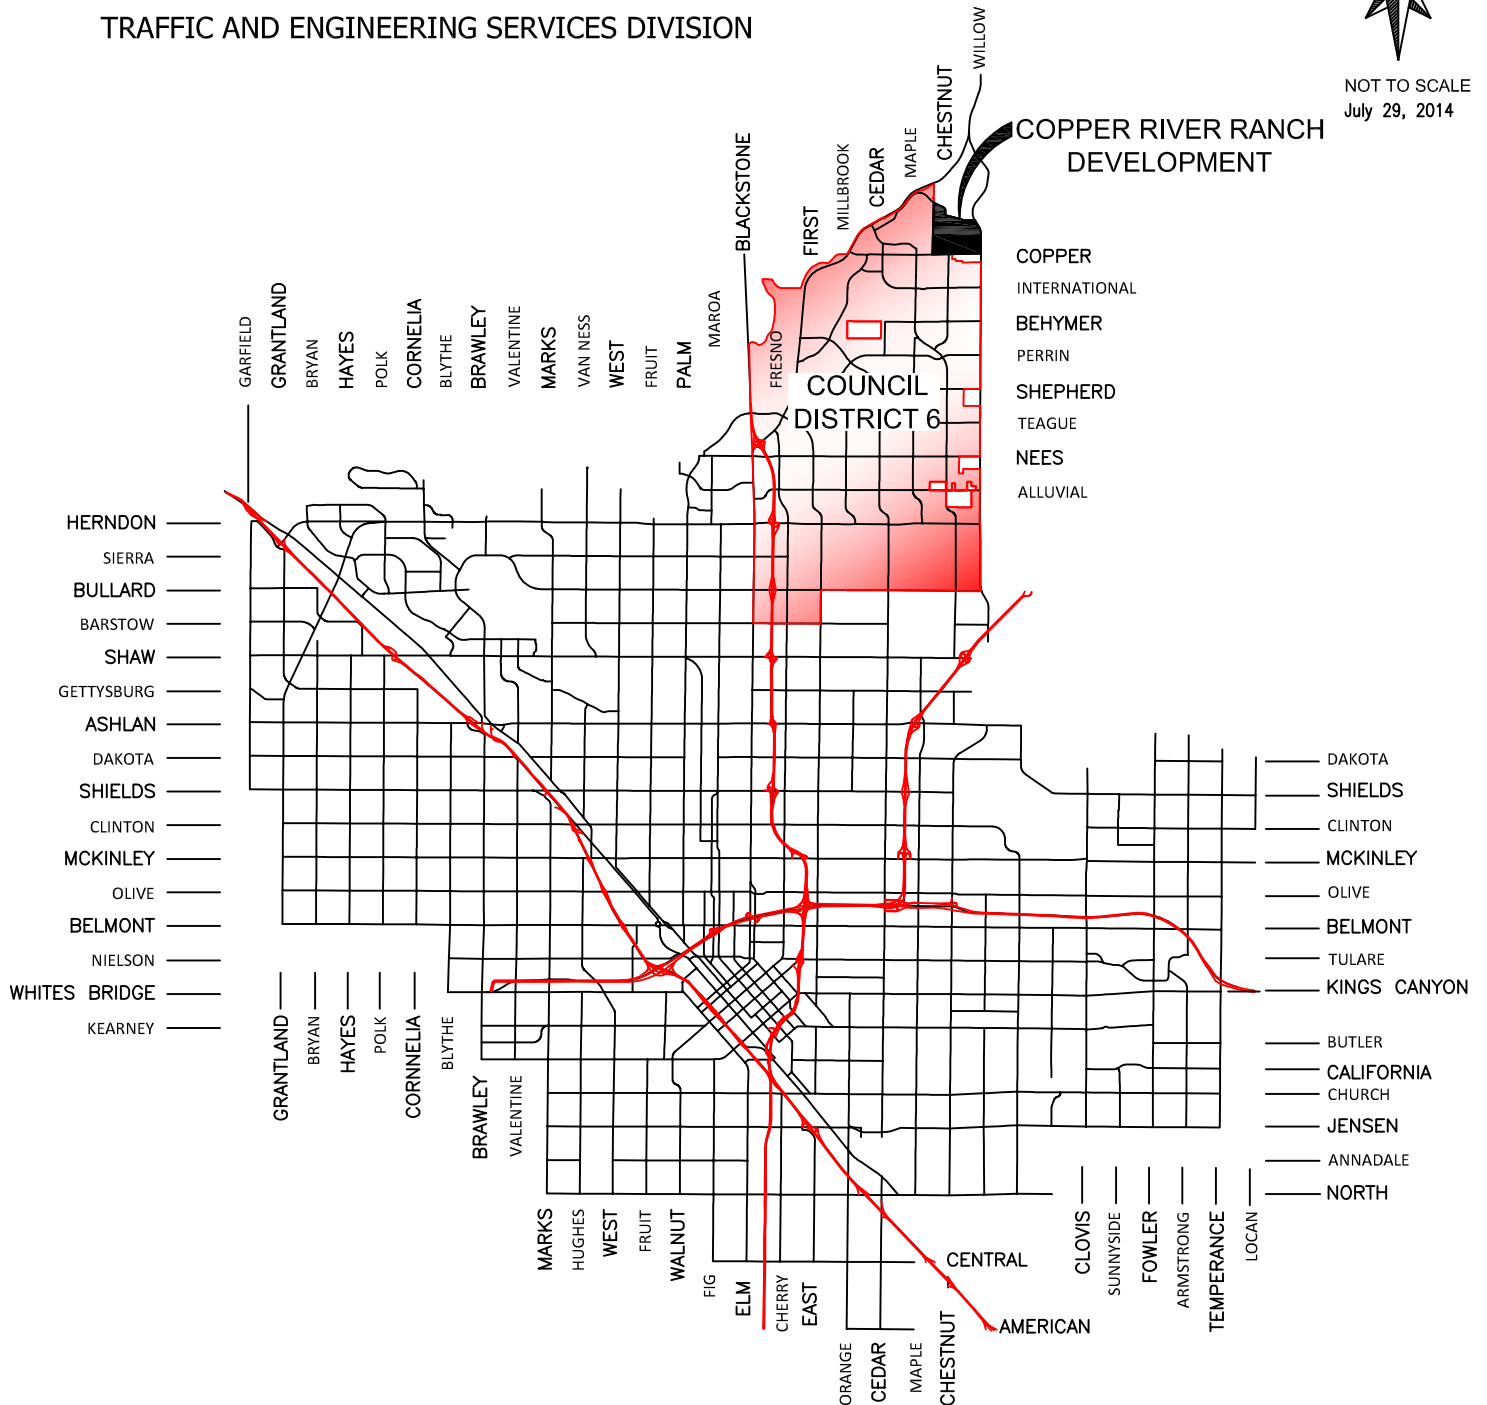 TRAFFIC AND ENGINEERING SERVICES DIVISION
NOT TO SCALE
July 29, 2014
WILLOW
CHESTNUT
MAPLE
CEDAR
MILLBROOK
FIRST
BLACKSTONE
COPPER RIVER RANCH
DEVELOPMENT
COPPER
INTERNATIONAL
BEHYMER
PERRIN
SHEPHERD
TEAGUE
NEES
ALLUVIAL
GARFIELD
GRANTLAND
BRYAN
HAYES
POLK
CORNELIA
BLYTHE
BRAWLEY
VALENTINE
MARKS
VAN NESS
WEST
FRUIT
PALM
MAROA
FRESNO
COUNCIL
DISTRICT 6
HERNDON
SIERRA
BULLARD
BARSTOW
SHAW
GETTYSBURG
ASHLAN
DAKOTA
SHIELDS
CLINTON
MCKINLEY
OLIVE
BELMONT
NIELSON
WHITES BRIDGE
KEARNEY
DAKOTA
SHIELDS
CLINTON
MCKINLEY
OLIVE
BELMONT
TULARE
KINGS CANYON
BUTLER
CALIFORNIA
CHURCH
JENSEN
ANNADALE
NORTH
GRANTLAND
BRYAN
HAYES
POLK
CORNNELIA
BLYTHE
BRAWLEY
VALENTINE
MARKS
HUGHES
WEST
FRUIT
WALNUT
FIG
ELM
CHERRY
EAST
ORANGE
CEDAR
MAPLE
CHESTNUT
CENTRAL
AMERICAN
CLOVIS
SUNNYSIDE
FOWLER
ARMSTRONG
TEMPERANCE
LOCAN